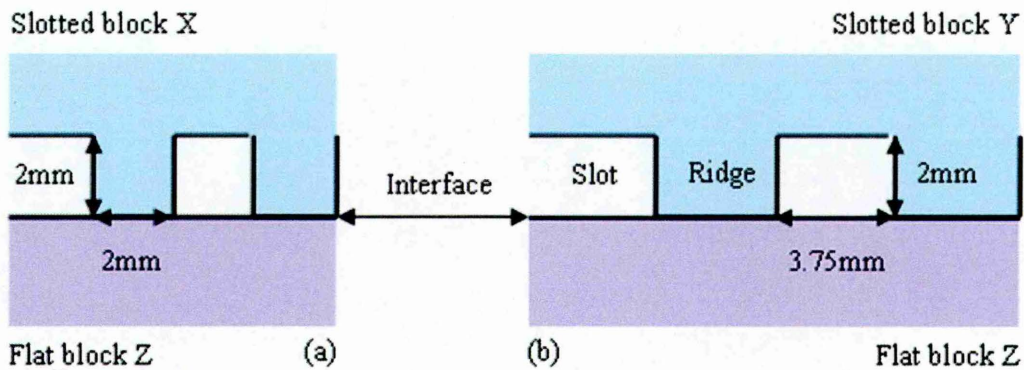 Slotted block X
Slotted block Y
2mm
Interface
Slot
Ridge
2mm
2mm
3.75mm
Flat block Z
(a)
(b)
Flat block Z